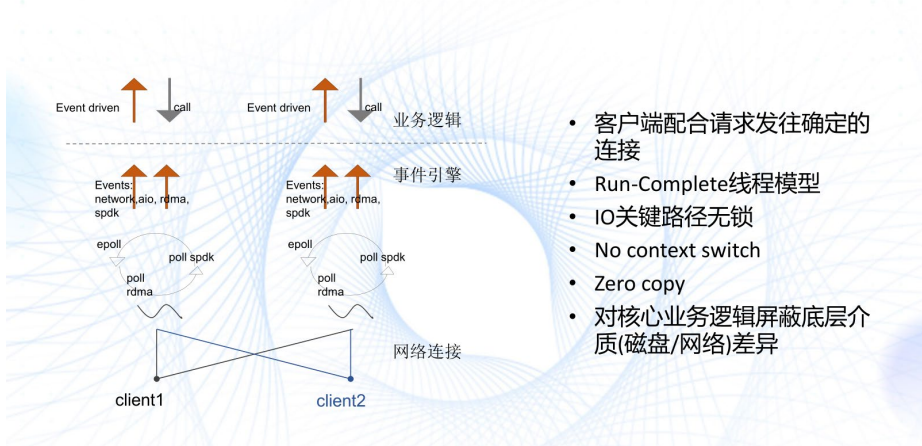 Event driven
call
Event driven
call
业务逻辑
事件引擎
Events:
network,aio, rdma,
spdk
Events:
network,aio, rdma,
spdk
epoll
poll spdk
poll
rdma
epoll
poll spdk
poll
rdma
网络连接
client1
client2
• 客户端配合请求发往确定的
连接
• Run-Complete线程模型
• IO关键路径无锁
• No context switch
• Zero copy
• 对核心业务逻辑屏蔽底层介
质(磁盘/网络)差异